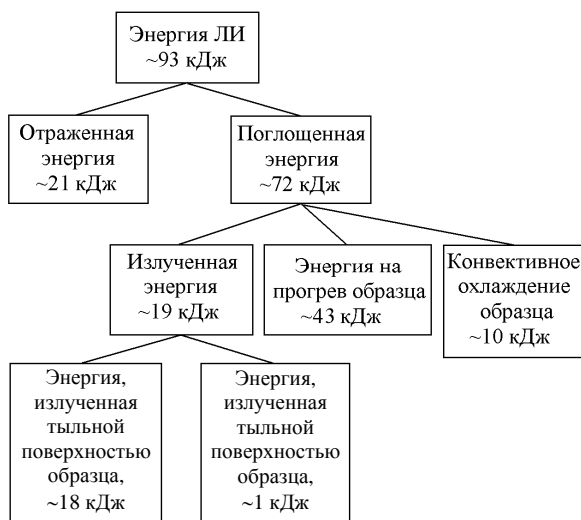 Энергия ЛИ
~93 кДж
Отраженная
энергия
~21 кДж
Поглощенная
энергия
~72 кДж
Излученная
энергия
~19 кДж
Энергия на
прогрев образца
~43 кДж
Конвективное
охлаждение
образца
~10 кДж
Энергия,
излученная
тыльной
поверхностью
образца,
~18 кДж
Энергия,
излученная
тыльной
поверхностью
образца,
~1 кДж